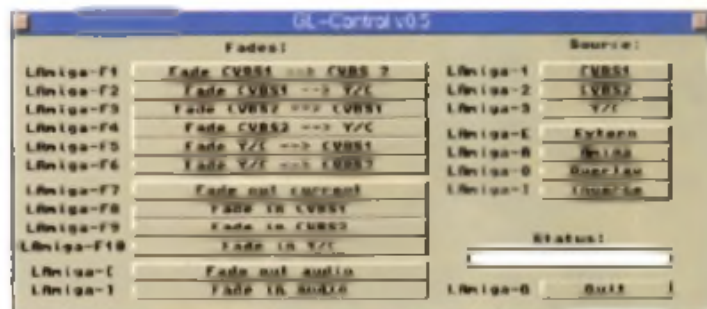 GL-Control v0.5
Fades:
LAmiga-F1 Fade CVBS1 --> CVBS 2
LAmiga-F2 Fade CVBS1 --> Y/C
LAmiga-F3 Fade CVBS2 --> CVBS1
LAmiga-F4 Fade CVBS2 --> Y/C
LAmiga-F5 Fade Y/C --> CVBS1
LAmiga-F6 Fade Y/C --> CVBS2
LAmiga-F7 Fade out current
LAmiga-F8 Fade in CVBS1
LAmiga-F9 Fade in CVBS2
LAmiga-F10 Fade in Y/C
Fade out audio
Fade in audio
Source:
LAmiga-1 CVBS1
LAmiga-2 CVBS2
LAmiga-3 Y/C
LAmiga-E Extern
LAmiga-A Amiga
LAmiga-O Overlay
LAmiga-I Inverse
Status:
LAmiga-Q Quit